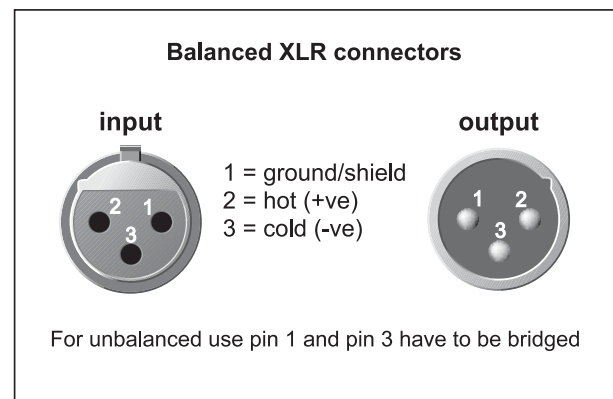 Balanced XLR connectors
input
output
1 = ground/shield
2 = hot (+ve)
3 = cold (-ve)
2 1
3
1 2
3
For unbalanced use pin 1 and pin 3 have to be bridged